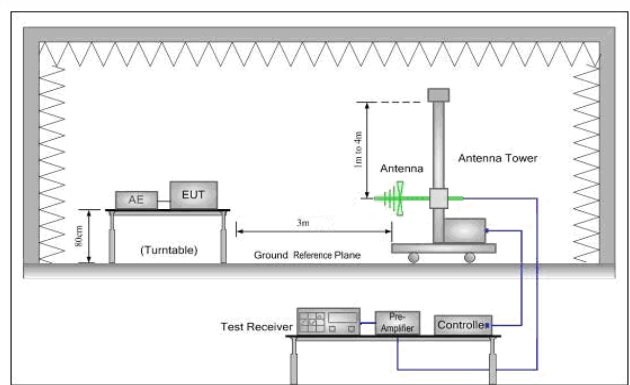 1m to 4m
Antenna
Antenna Tower
AE
EUT
3m
80cm
(Turntable)
Ground Reference Plane
Test Receiver
Pre-
Amplifier
Controlle